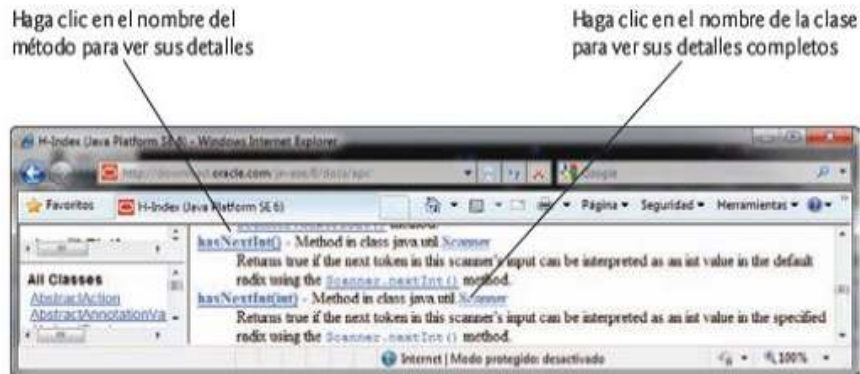 Haga clic en el nombre del
método para ver sus detalles
Haga clic en el nombre de la clase
para ver sus detalles completos
H-Index (Java Platform SE 6) - Windows Internet Explorer
oracle.com
Google
Favoritos
H-Index (Java Platform SE 6)
Página
Seguridad
Herramientas
method.
hasNextInt() - Method in class java.util.Scanner
Returns true if the next token in this scanner's input can be interpreted as an int value in the default
radix using the Scanner.nextInt() method.
All Classes
AbstractAction
AbstractAnnotationVa
hasNextInt(int) - Method in class java.util.Scanner
Returns true if the next token in this scanner's input can be interpreted as an int value in the specified
radix using the Scanner.nextInt() method.
Internet | Modo protegido: desactivado
100%